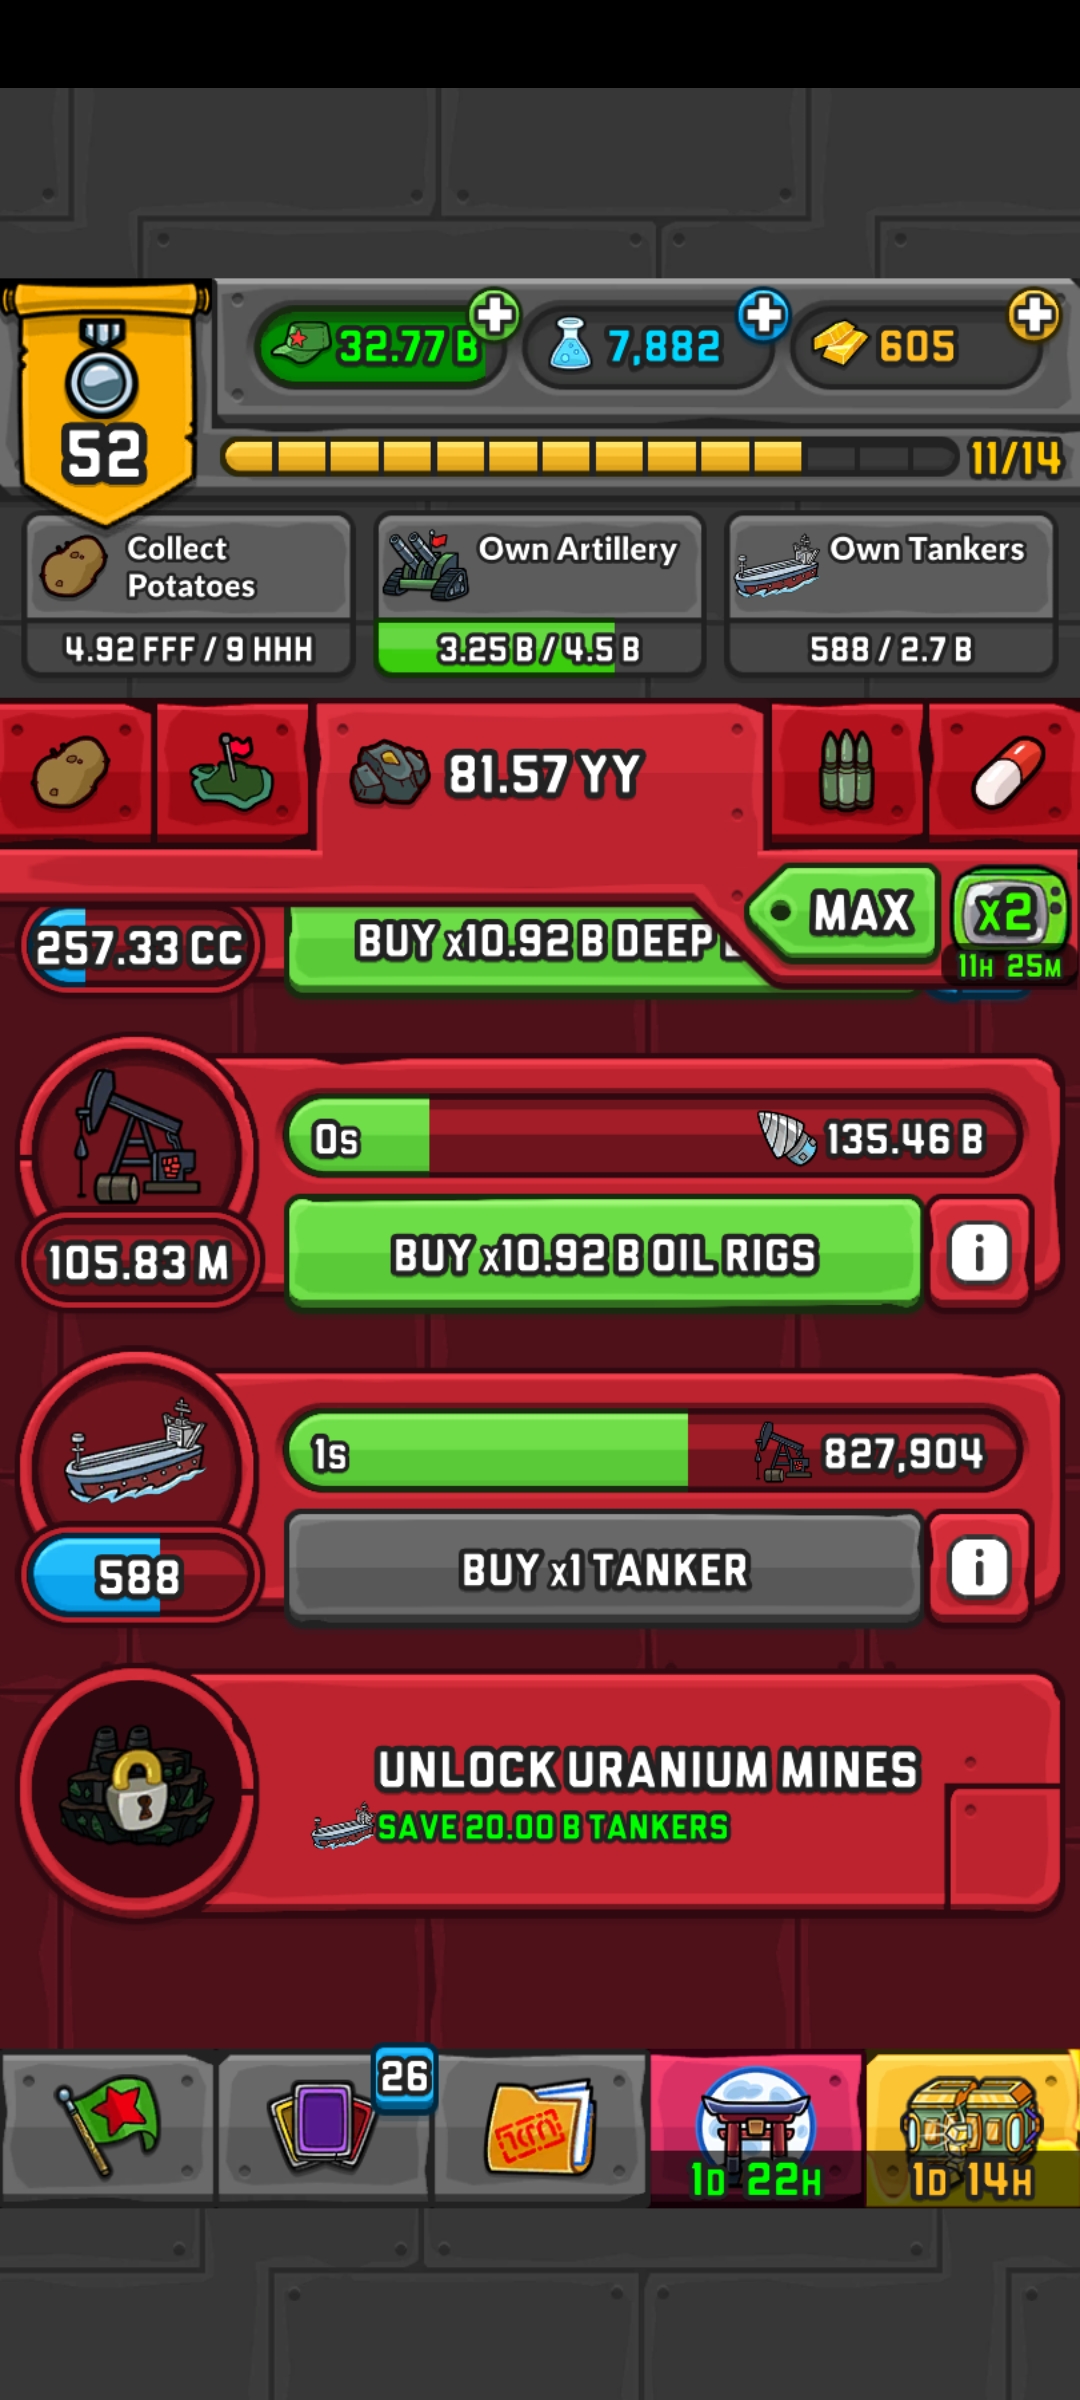 32.77 B
7,882
605
52
11/14
Collect
Potatoes
4.92 FFF / 9 HHH
Own Artillery
3.25 B / 4.5 B
Own Tankers
588 / 2.7 B
81.57 YY
MAX
x2
11H 25M
257.33 CC
BUY x10.92 B DEEP
0s
135.46 B
105.83 M
BUY x10.92 B OIL RIGS
i
1s
827,904
588
BUY x1 TANKER
i
UNLOCK URANIUM MINES
SAVE 20.00 B TANKERS
26
1D 22H
1D 14H